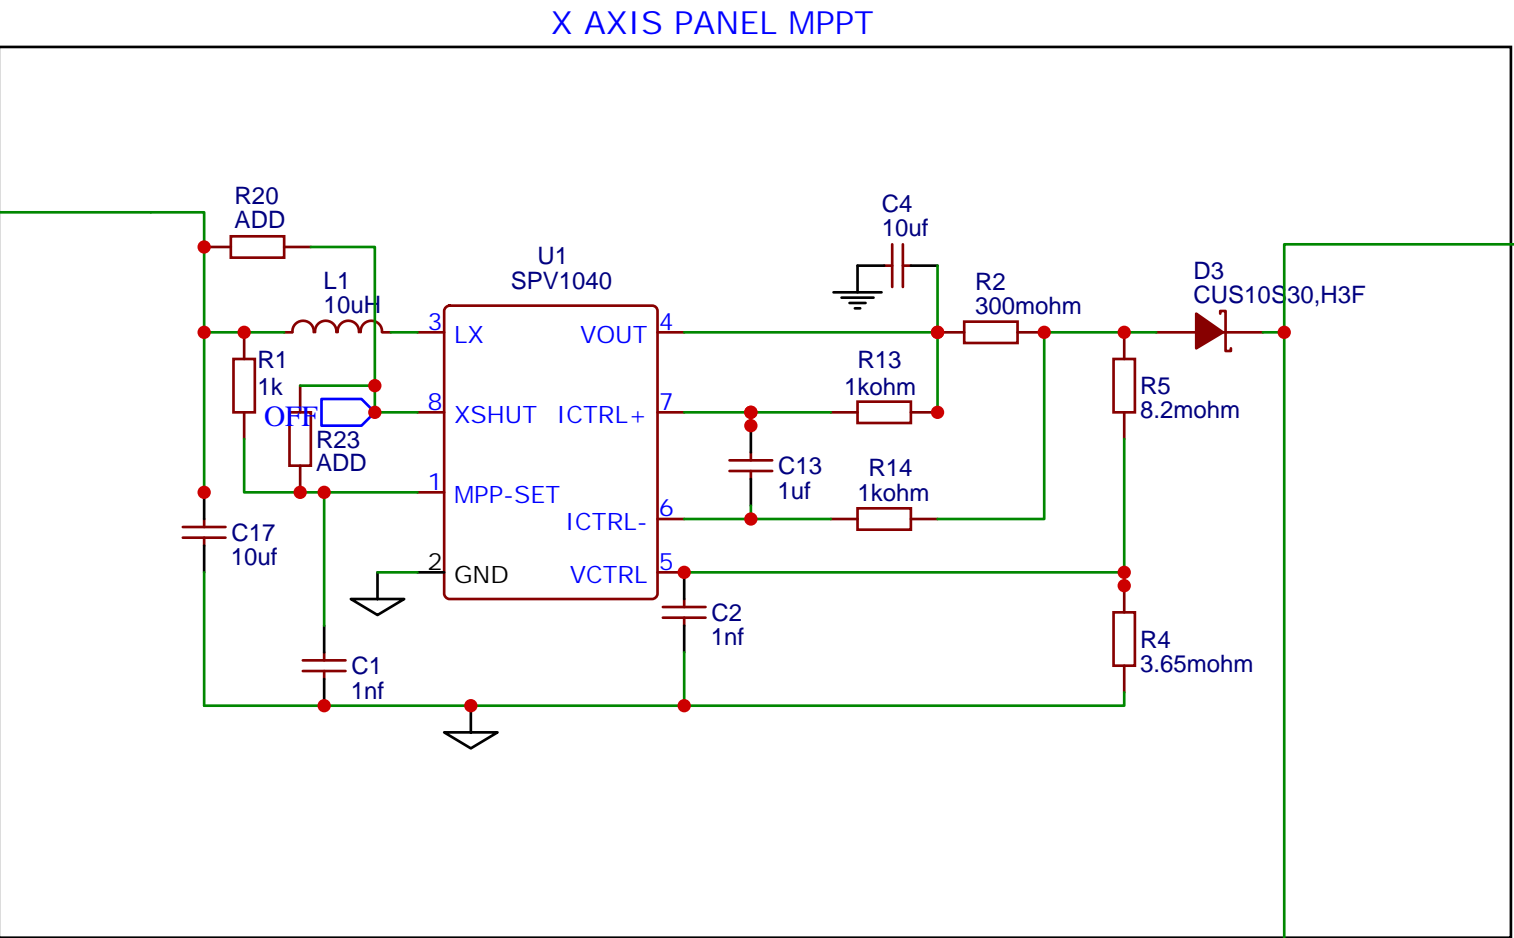 X AXIS PANEL MPPT
R20
ADD
L1
10uH
U1
SPV1040
C4
10uf
R2
300mohm
D3
CUS10S30,H3F
3
LX
VOUT
4
R1
1k
R13
1kohm
R5
8.2mohm
OFF
8
XSHUT
ICTRL+
7
R23
ADD
C13
1uf
R14
1kohm
1
MPP-SET
ICTRL-
6
C17
10uf
2
GND
VCTRL
5
C2
1nf
R4
3.65mohm
C1
1nf